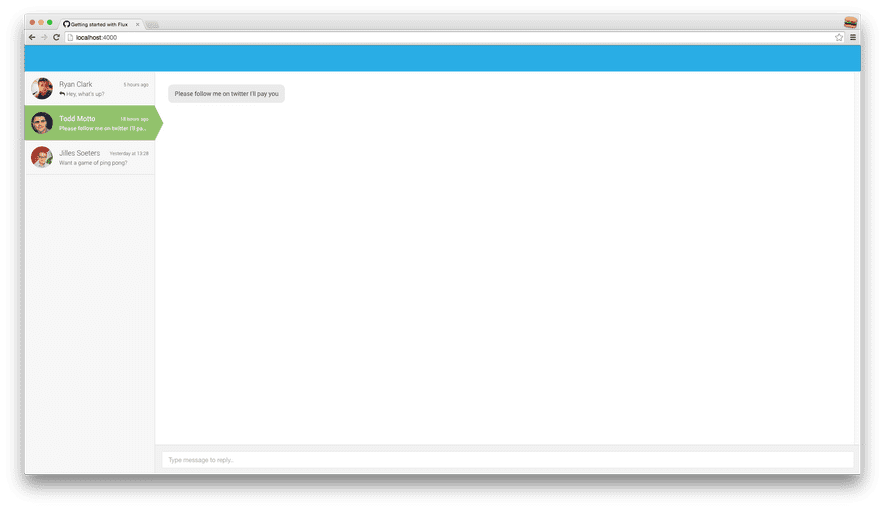 Getting started with Flux
localhost:4000
Ryan Clark
5 hours ago
Hey, what's up?
Todd Motto
18 hours ago
Please follow me on twitter I'll pa...
Jilles Soeters
Yesterday at 13:28
Want a game of ping pong?
Please follow me on twitter I'll pay you
Type message to reply..